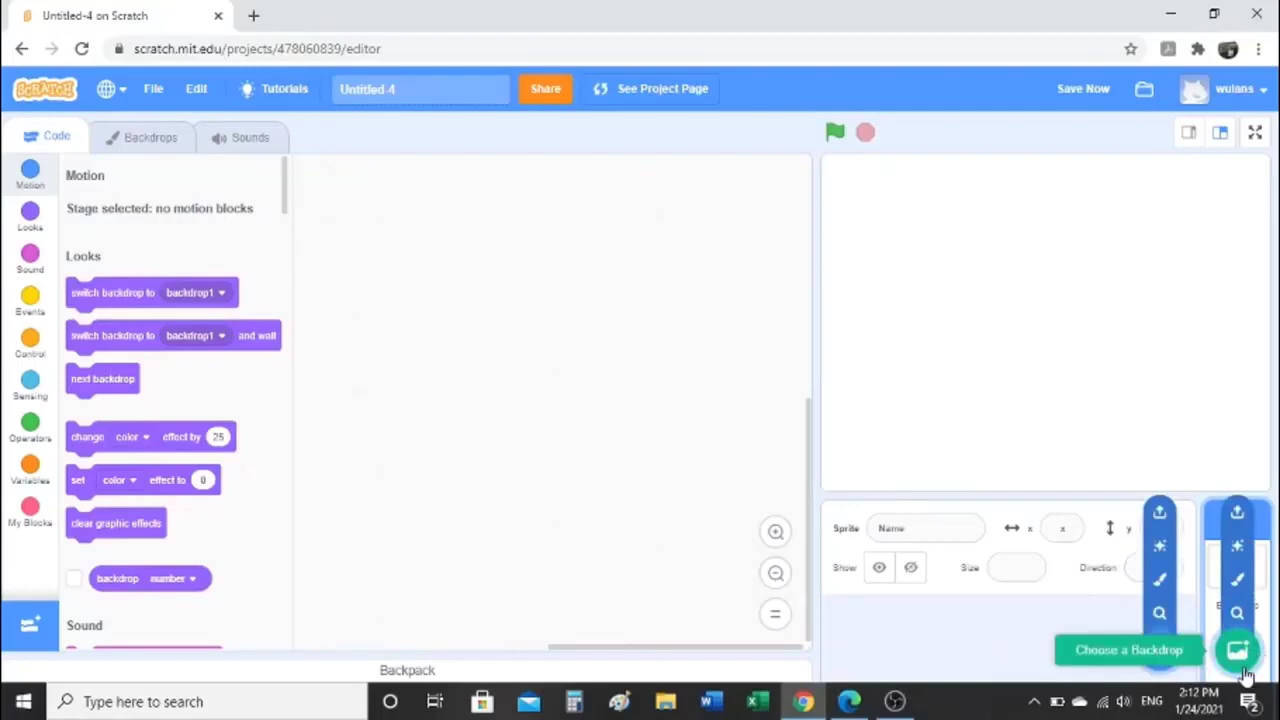 Untitled-4 on Scratch
scratch.mit.edu/projects/478060839/editor
SCRATCH File Edit Tutorials Untitled-4 Share See Project Page Save Now wulans
Code Backdrops Sounds
Motion
Looks
Sound
Events
Control
Sensing
Operators
Variables
My Blocks
Motion
Stage selected: no motion blocks
Looks
switch backdrop to backdrop1
switch backdrop to backdrop1 and wait
next backdrop
change color effect by 25
set color effect to 0
clear graphic effects
backdrop number
Sound
Backpack
Sprite Name x x y
Show Size Direction
Choose a Backdrop
Type here to search
ENG
2:12 PM
1/24/2021
2